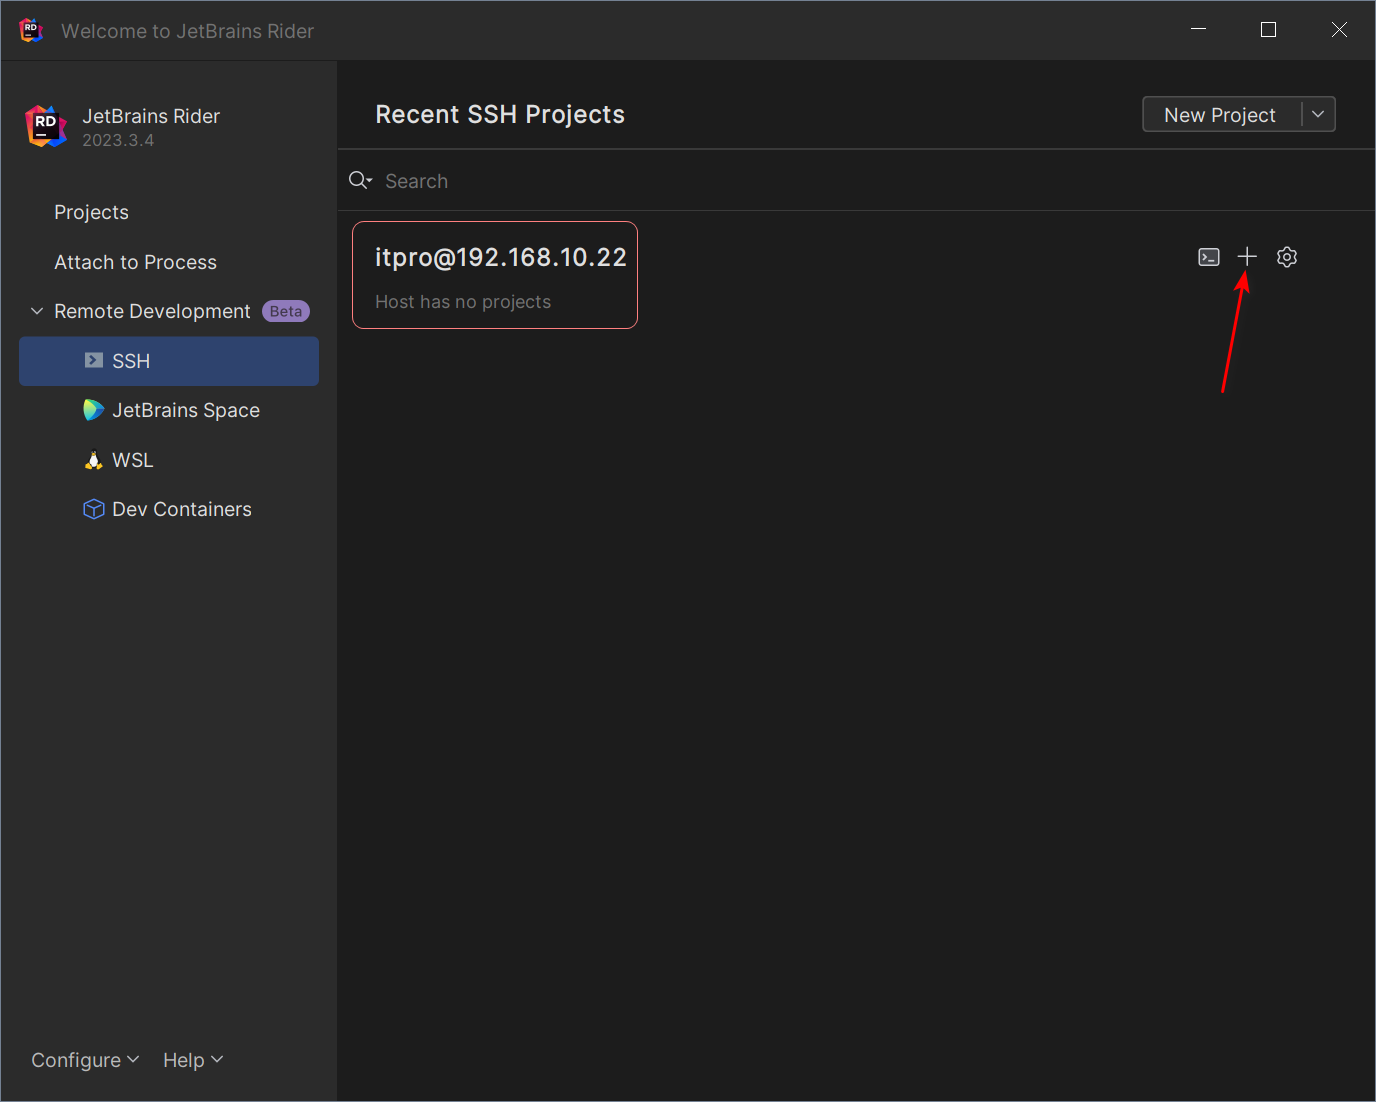 RD
Welcome to JetBrains Rider
RD
JetBrains Rider
2023.3.4
Projects
Attach to Process
Remote Development Beta
SSH
JetBrains Space
WSL
Dev Containers
Configure
Help
Recent SSH Projects
New Project
Search
itpro@192.168.10.22
Host has no projects